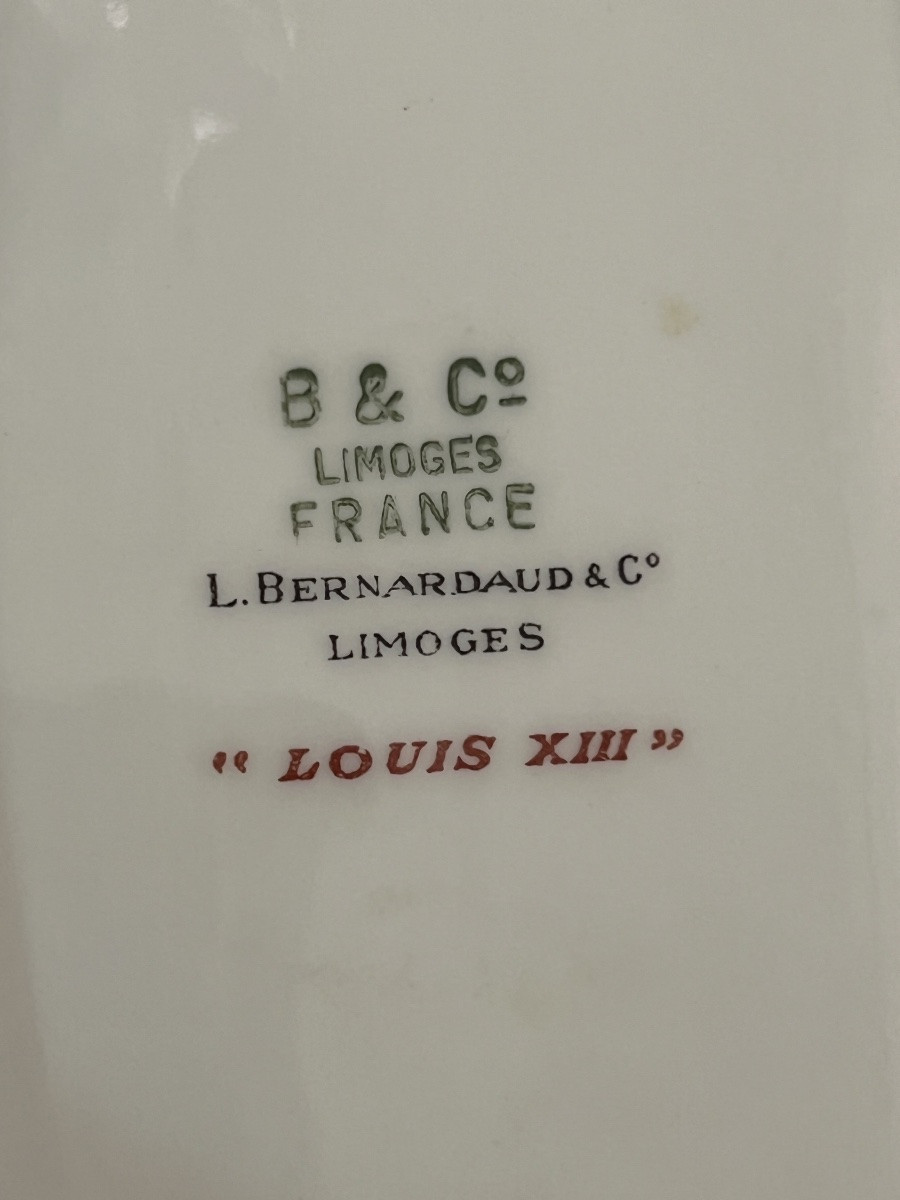 B & Cº
LIMOGES
FRANCE
L. BERNARDAUD & Cº
LIMOGES
“ LOUIS XIII ”